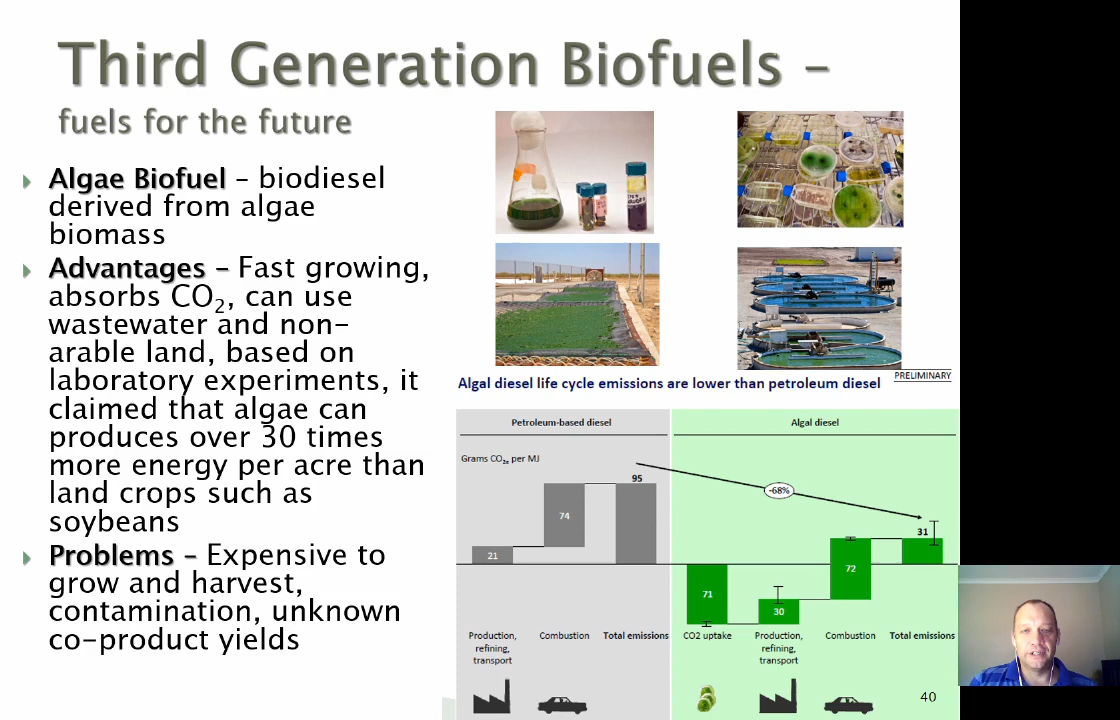 Third Generation Biofuels –
fuels for the future
Algae Biofuel – biodiesel
derived from algae
biomass
Advantages – Fast growing,
absorbs CO₂, can use
wastewater and non-
arable land, based on
laboratory experiments, it
claimed that algae can
produces over 30 times
more energy per acre than
land crops such as
soybeans
Problems – Expensive to
grow and harvest,
contamination, unknown
co-product yields
PRELIMINARY
Algal diesel life cycle emissions are lower than petroleum diesel
Petroleum-based diesel
Algal diesel
Grams CO₂ₑ per MJ
95
-68%
74
21
31
72
71
30
Production,
refining,
transport
Combustion
Total emissions
CO2 uptake
Production,
refining,
transport
Combustion
Total emissions
40